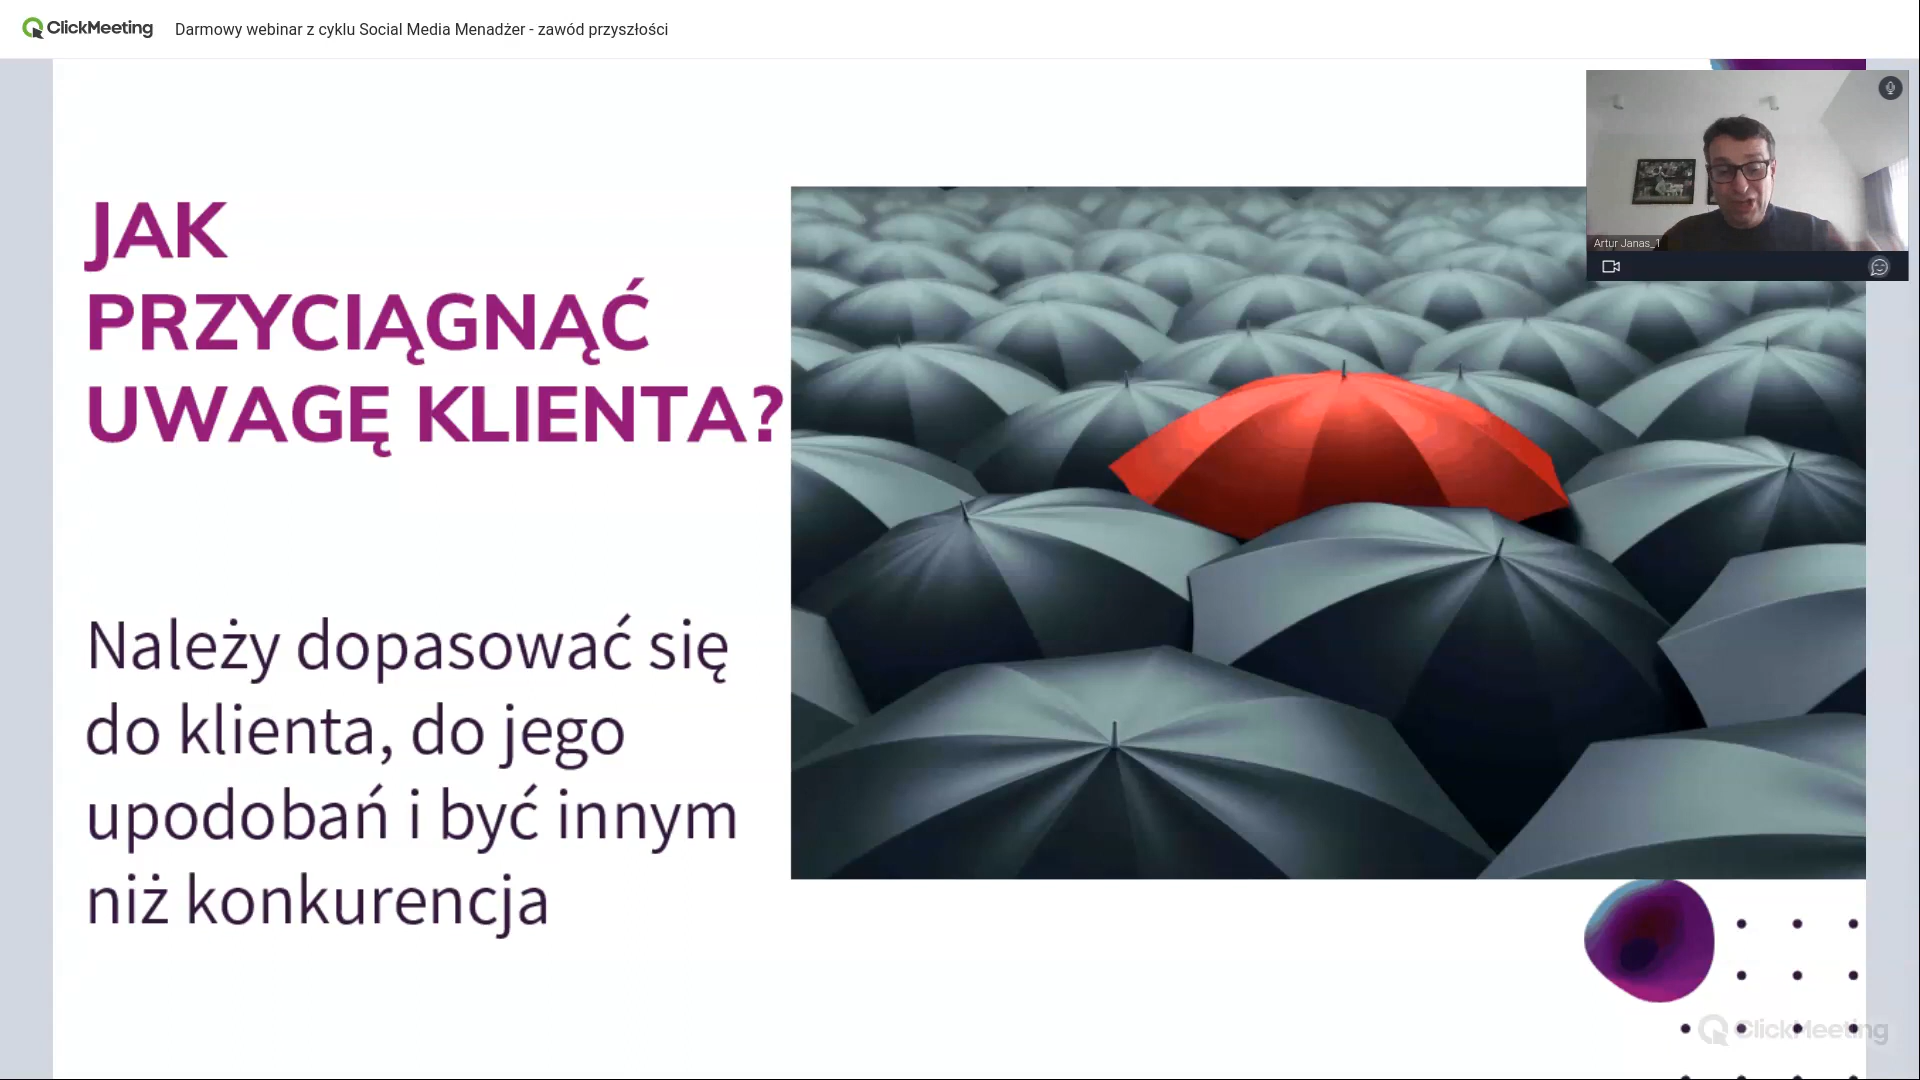 ClickMeeting
Darmowy webinar z cyklu Social Media Menadżer - zawód przyszłości
JAK
PRZYCIĄGNĄĆ
UWAGĘ KLIENTA?
Należy dopasować się
do klienta, do jego
upodobań i być innym
niż konkurencja
Artur Janas_1
ClickMeeting